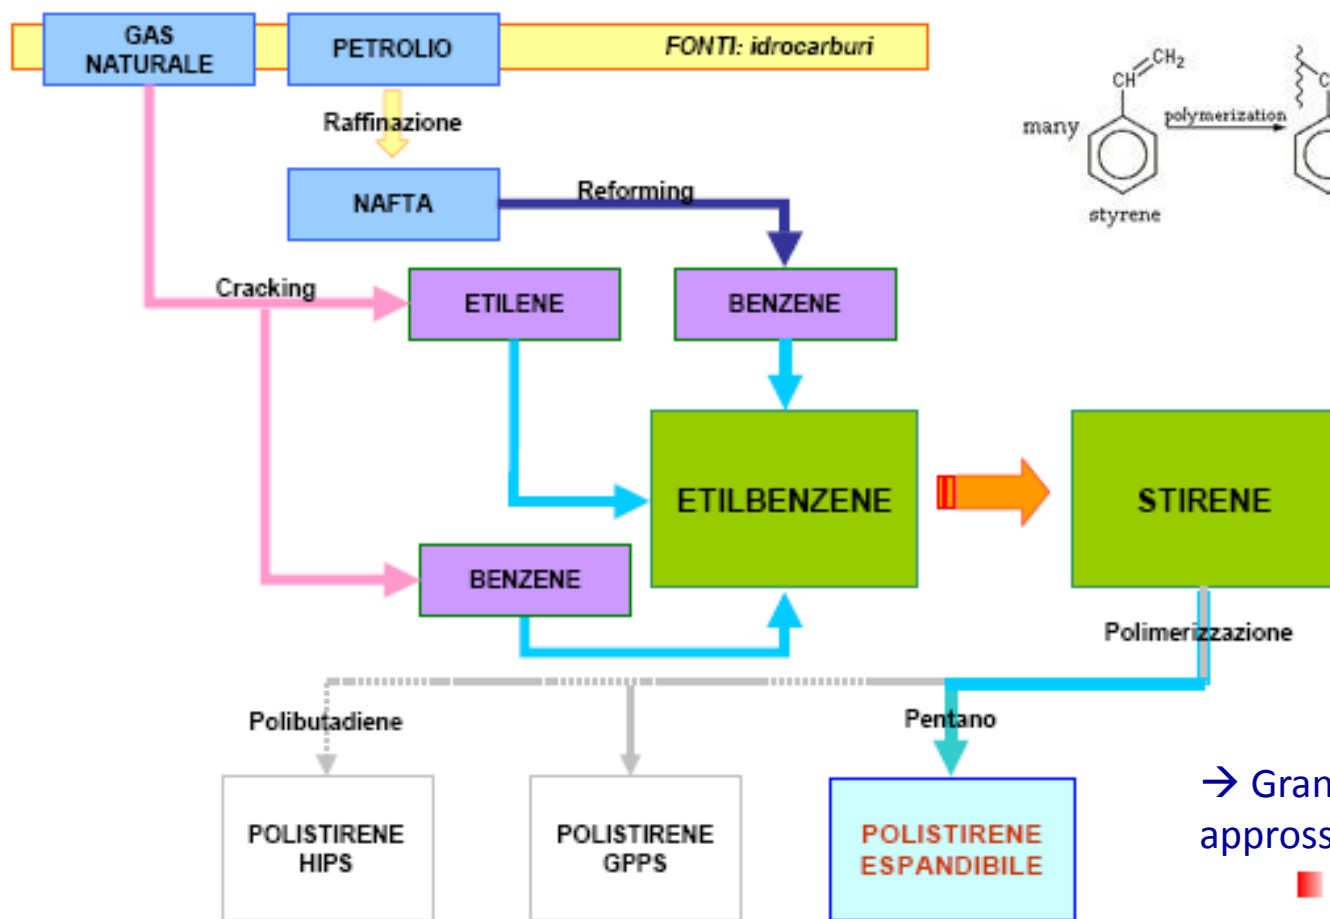 GAS
NATURALE
PETROLIO
FONTI: idrocarburi
Raffinazione
NAFTA
Reforming
CH₂
CH
many
polymerization
C
styrene
Cracking
ETILENE
BENZENE
ETILBENZENE
STIRENE
BENZENE
Polimerizzazione
Polibutadiene
Pentano
POLISTIRENE
HIPS
POLISTIRENE
GPPS
POLISTIRENE
ESPANDIBILE
→ Gran
appross